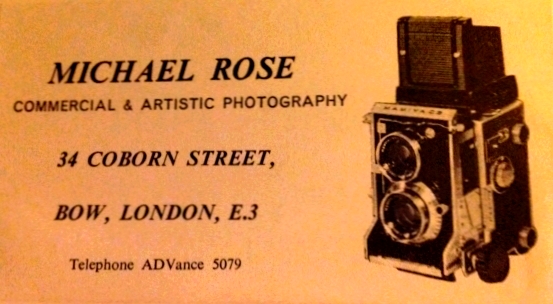 MICHAEL ROSE
COMMERCIAL & ARTISTIC PHOTOGRAPHY
34 COBORN STREET,
BOW, LONDON, E.3
Telephone ADVance 5079